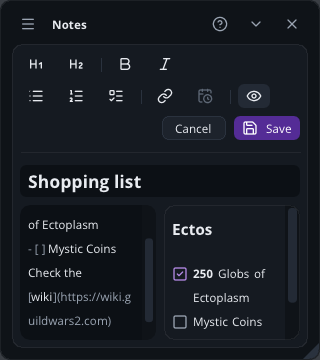 Notes
H1 H2 B I
Cancel Save
Shopping list
of Ectoplasm
- [ ] Mystic Coins
Check the
[wiki](https://wiki.g
uildwars2.com)
Ectos
250 Globs of
Ectoplasm
Mystic Coins